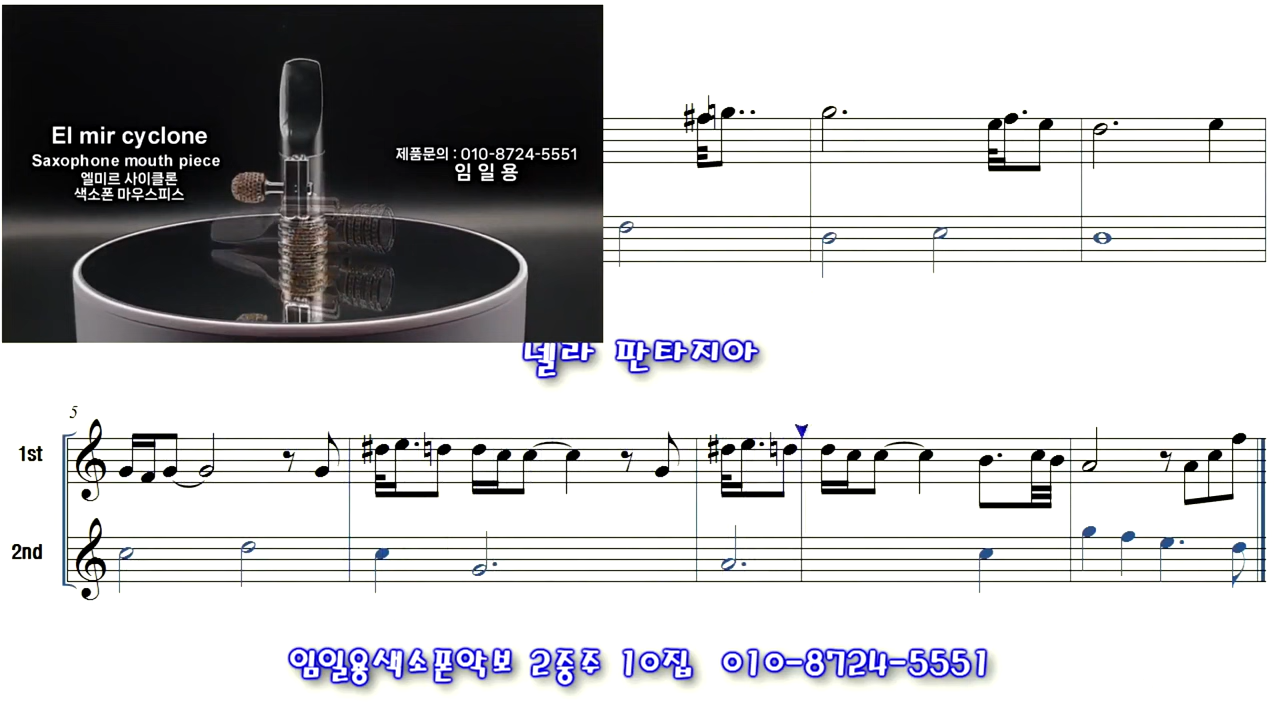 El mir cyclone
Saxophone mouth piece
엘미르 사이클론
색소폰 마우스피스
제품문의 : 010-8724-5551
임 일 용
넬라 판타지아
5
1st
2nd
임일용색소폰악보 2중주 10집 010-8724-5551